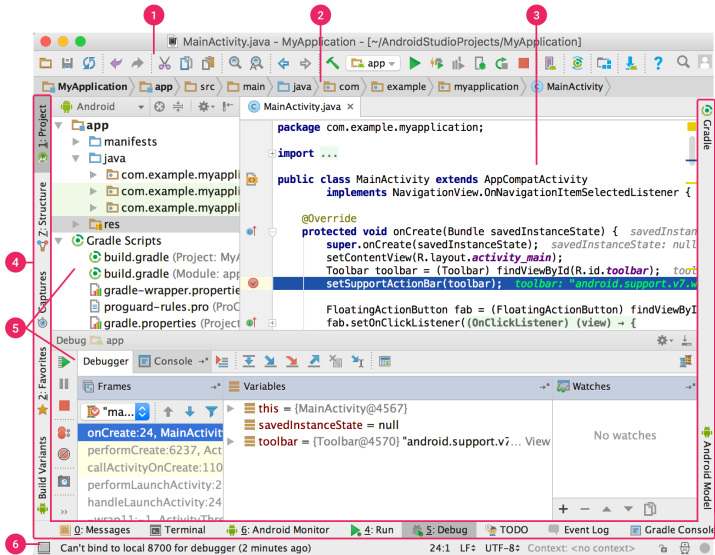 1
2
3
MainActivity.java - MyApplication - [~/AndroidStudioProjects/MyApplication]
app
MyApplication app src main java com example myapplication MainActivity
1: Project
Z: Structure
Captures
2: Favorites
Build Variants
Gradle
Android Model
4
5
6
Android
app
manifests
java
com.example.myappli
com.example.myappli
com.example.myappli
res
Gradle Scripts
build.gradle (Project: MyA
build.gradle (Module: app
gradle-wrapper.propertie
proguard-rules.pro (ProC
gradle.properties (Project
MainActivity.java ×
package com.example.myapplication;
import ...
public class MainActivity extends AppCompatActivity
implements NavigationView.OnNavigationItemSelectedListener {
@Override
protected void onCreate(Bundle savedInstanceState) { savedInstan
super.onCreate(savedInstanceState); savedInstanceState: null
setContentView(R.layout.activity_main);
Toolbar toolbar = (Toolbar) findViewById(R.id.toolbar); too
setSupportActionBar(toolbar); toolbar: "android.support.v7.w
FloatingActionButton fab = (FloatingActionButton) findViewByI
fab.setOnClickListener((OnClickListener) (view) → {
Debug app
Debugger Console
Frames Variables Watches
"ma...
onCreate:24, MainActivit
performCreate:6237, Act
callActivityOnCreate:110
performLaunchActivity:2
handleLaunchActivity:24
-wrap11:-1, ActivityThre
this = {MainActivity@4567}
savedInstanceState = null
toolbar = {Toolbar@4570} "android.support.v7... View
No watches
0: Messages Terminal 6: Android Monitor 4: Run 5: Debug TODO Event Log Gradle Console
Can't bind to local 8700 for debugger (2 minutes ago) 24:1 LF÷ UTF-8÷ Context: <no context>